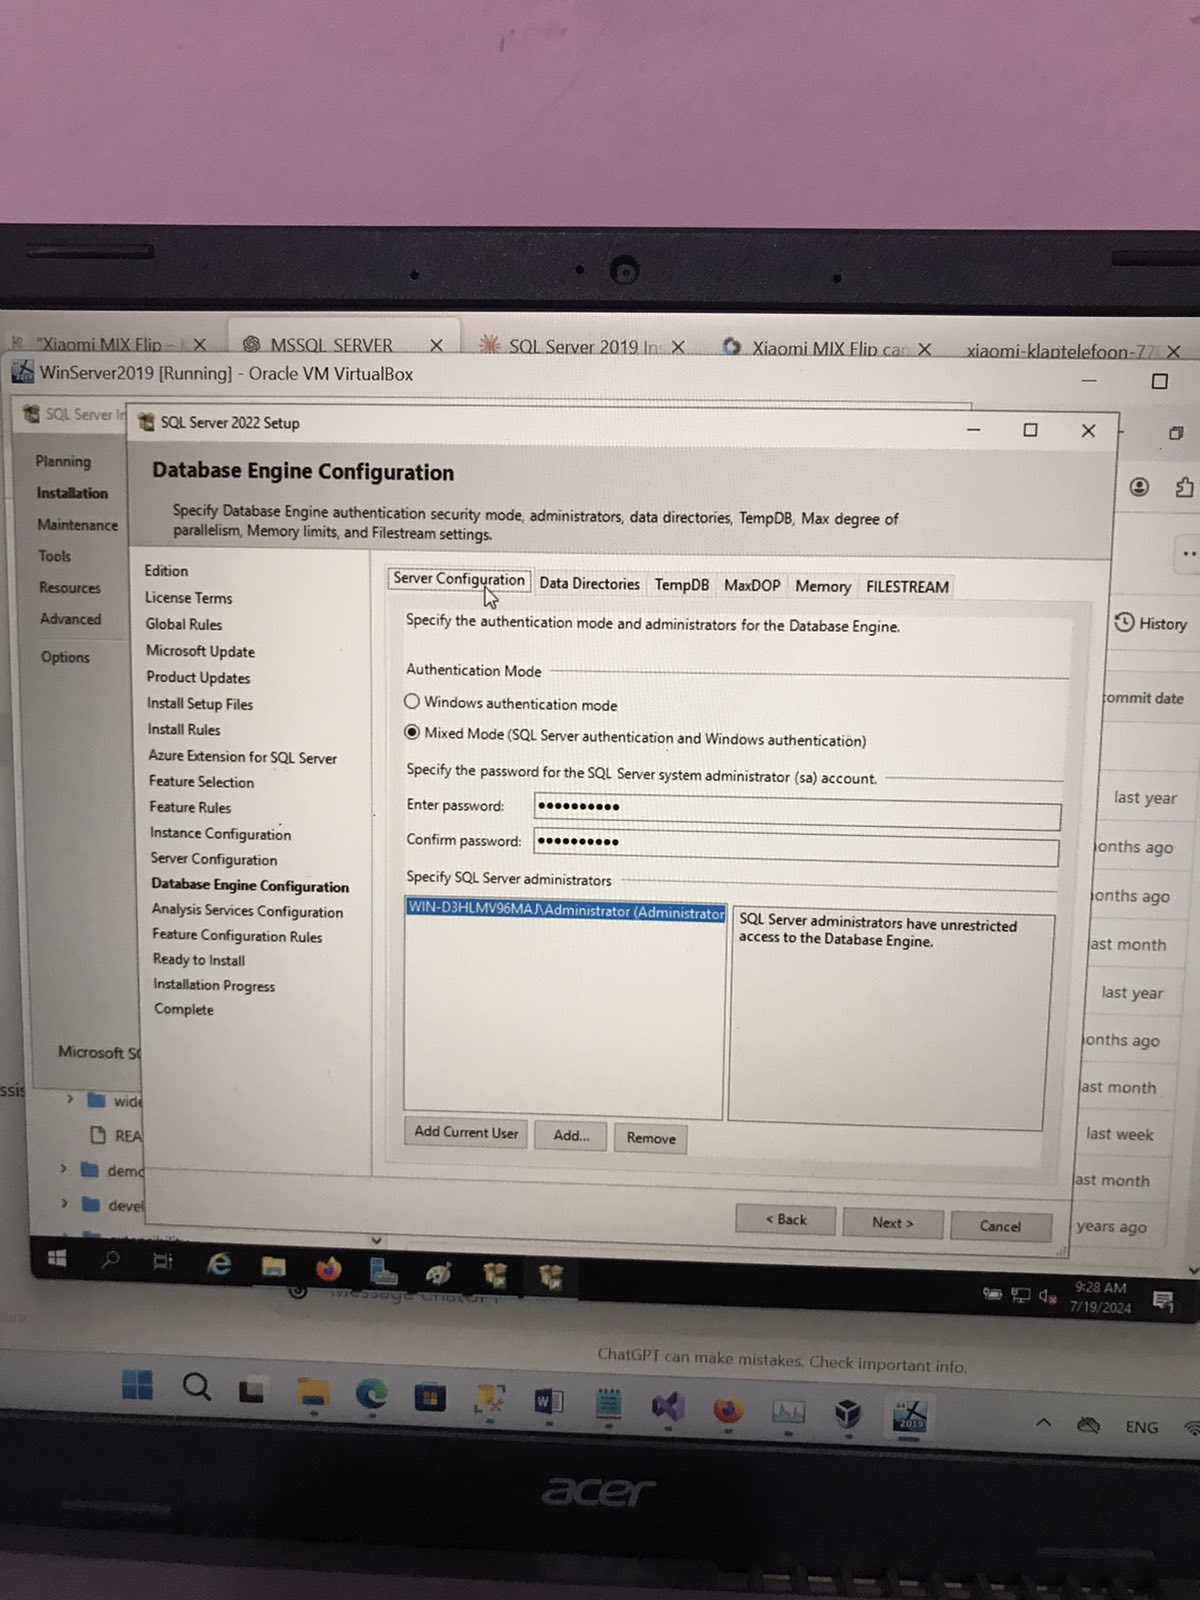 "Xiaomi MIX Flip –
MSSQL SERVER
SQL Server 2019 Ins
Xiaomi MIX Flip can
xiaomi-klaptelefoon-77
WinServer2019 [Running] - Oracle VM VirtualBox
SQL Server In
SQL Server 2022 Setup
Database Engine Configuration
Specify Database Engine authentication security mode, administrators, data directories, TempDB, Max degree of
parallelism, Memory limits, and Filestream settings.
Planning
Installation
Maintenance
Tools
Resources
Advanced
Options
Microsoft SQ
Edition
License Terms
Global Rules
Microsoft Update
Product Updates
Install Setup Files
Install Rules
Azure Extension for SQL Server
Feature Selection
Feature Rules
Instance Configuration
Server Configuration
Database Engine Configuration
Analysis Services Configuration
Feature Configuration Rules
Ready to Install
Installation Progress
Complete
Server Configuration Data Directories TempDB MaxDOP Memory FILESTREAM
Specify the authentication mode and administrators for the Database Engine.
Authentication Mode
Windows authentication mode
Mixed Mode (SQL Server authentication and Windows authentication)
Specify the password for the SQL Server system administrator (sa) account.
Enter password: ●●●●●●●●●●
Confirm password: ●●●●●●●●●●
Specify SQL Server administrators
WIN-D3HLMV96MAJ\Administrator (Administrator
SQL Server administrators have unrestricted
access to the Database Engine.
Add Current User Add... Remove
< Back Next > Cancel
History
commit date
last year
onths ago
onths ago
ast month
last year
onths ago
ast month
last week
ast month
years ago
ssis
wide
REA
demo
devel
9:28 AM
7/19/2024
Message ChatGPT
ChatGPT can make mistakes. Check important info.
64
2019
ENG
acer